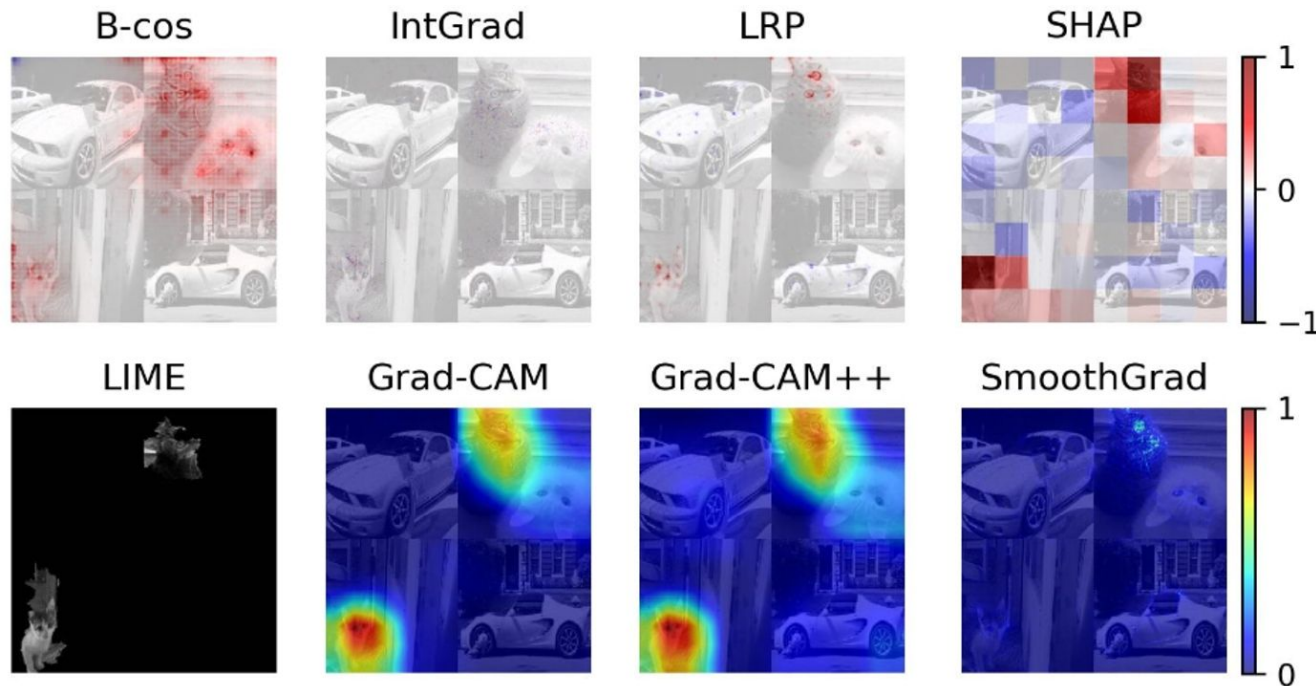 B-cos IntGrad LRP SHAP
1
0
−1
LIME Grad-CAM Grad-CAM++ SmoothGrad
1
0